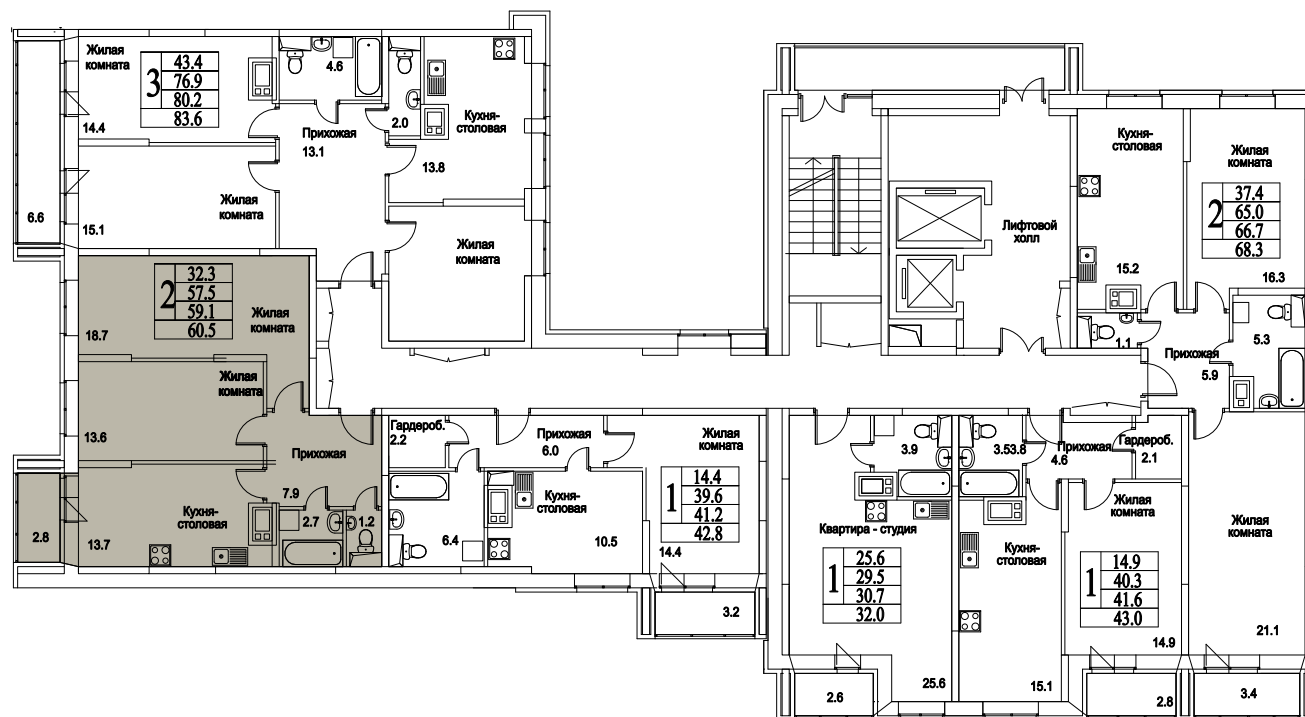 Жилая
комната
3
43.4
76.9
80.2
83.6
14.4
4.6
2.0
Прихожая
13.1
Кухня-
столовая
13.8
6.6
15.1
Жилая
комната
Жилая
комната
2
32.3
57.5
59.1
60.5
Жилая
комната
18.7
Жилая
комната
13.6
Прихожая
7.9
Кухня-
столовая
2.7
1.2
2.8
13.7
Гардероб.
2.2
Прихожая
6.0
Жилая
комната
1
14.4
39.6
41.2
42.8
Кухня-
столовая
6.4
10.5
14.4
3.2
Лифтовой
холл
Кухня-
столовая
15.2
Жилая
комната
2
37.4
65.0
66.7
68.3
16.3
1.1
Прихожая
5.9
5.3
3.9
3.53.8
Прихожая
4.6
Гардероб.
2.1
Квартира - студия
1
25.6
29.5
30.7
32.0
Кухня-
столовая
Жилая
комната
1
14.9
40.3
41.6
43.0
14.9
Жилая
комната
21.1
2.6
25.6
15.1
2.8
3.4